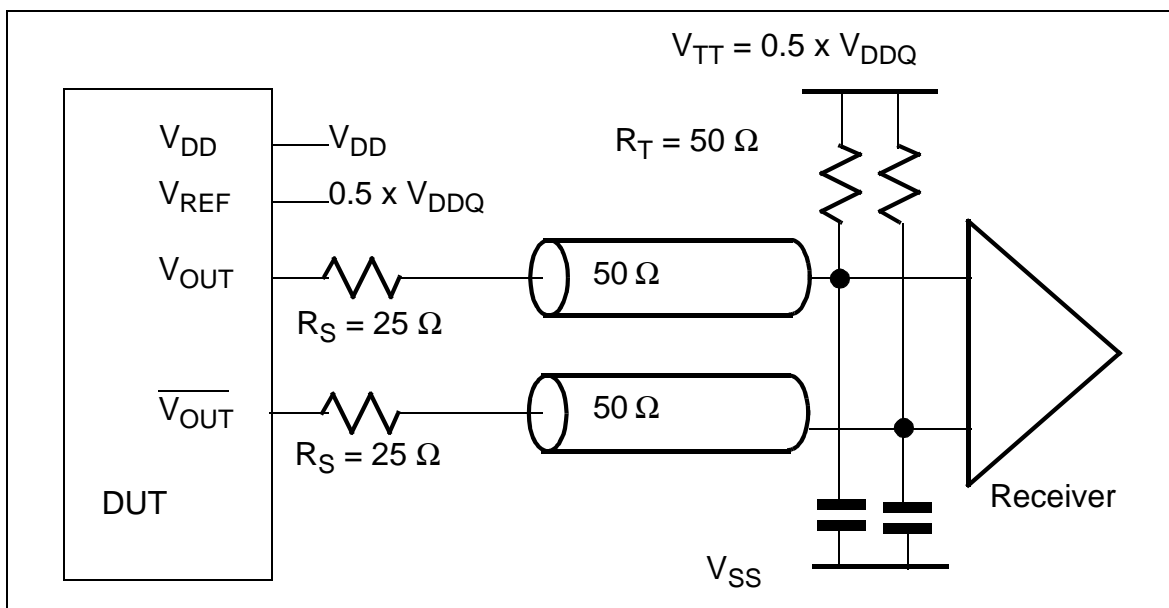 V_TT = 0.5 x V_DDQ
V_DD V_DD
R_T = 50 Ω
V_REF 0.5 x V_DDQ
V_OUT
50 Ω
R_S = 25 Ω
V̅_O̅U̅T̅
50 Ω
R_S = 25 Ω
DUT
Receiver
V_SS